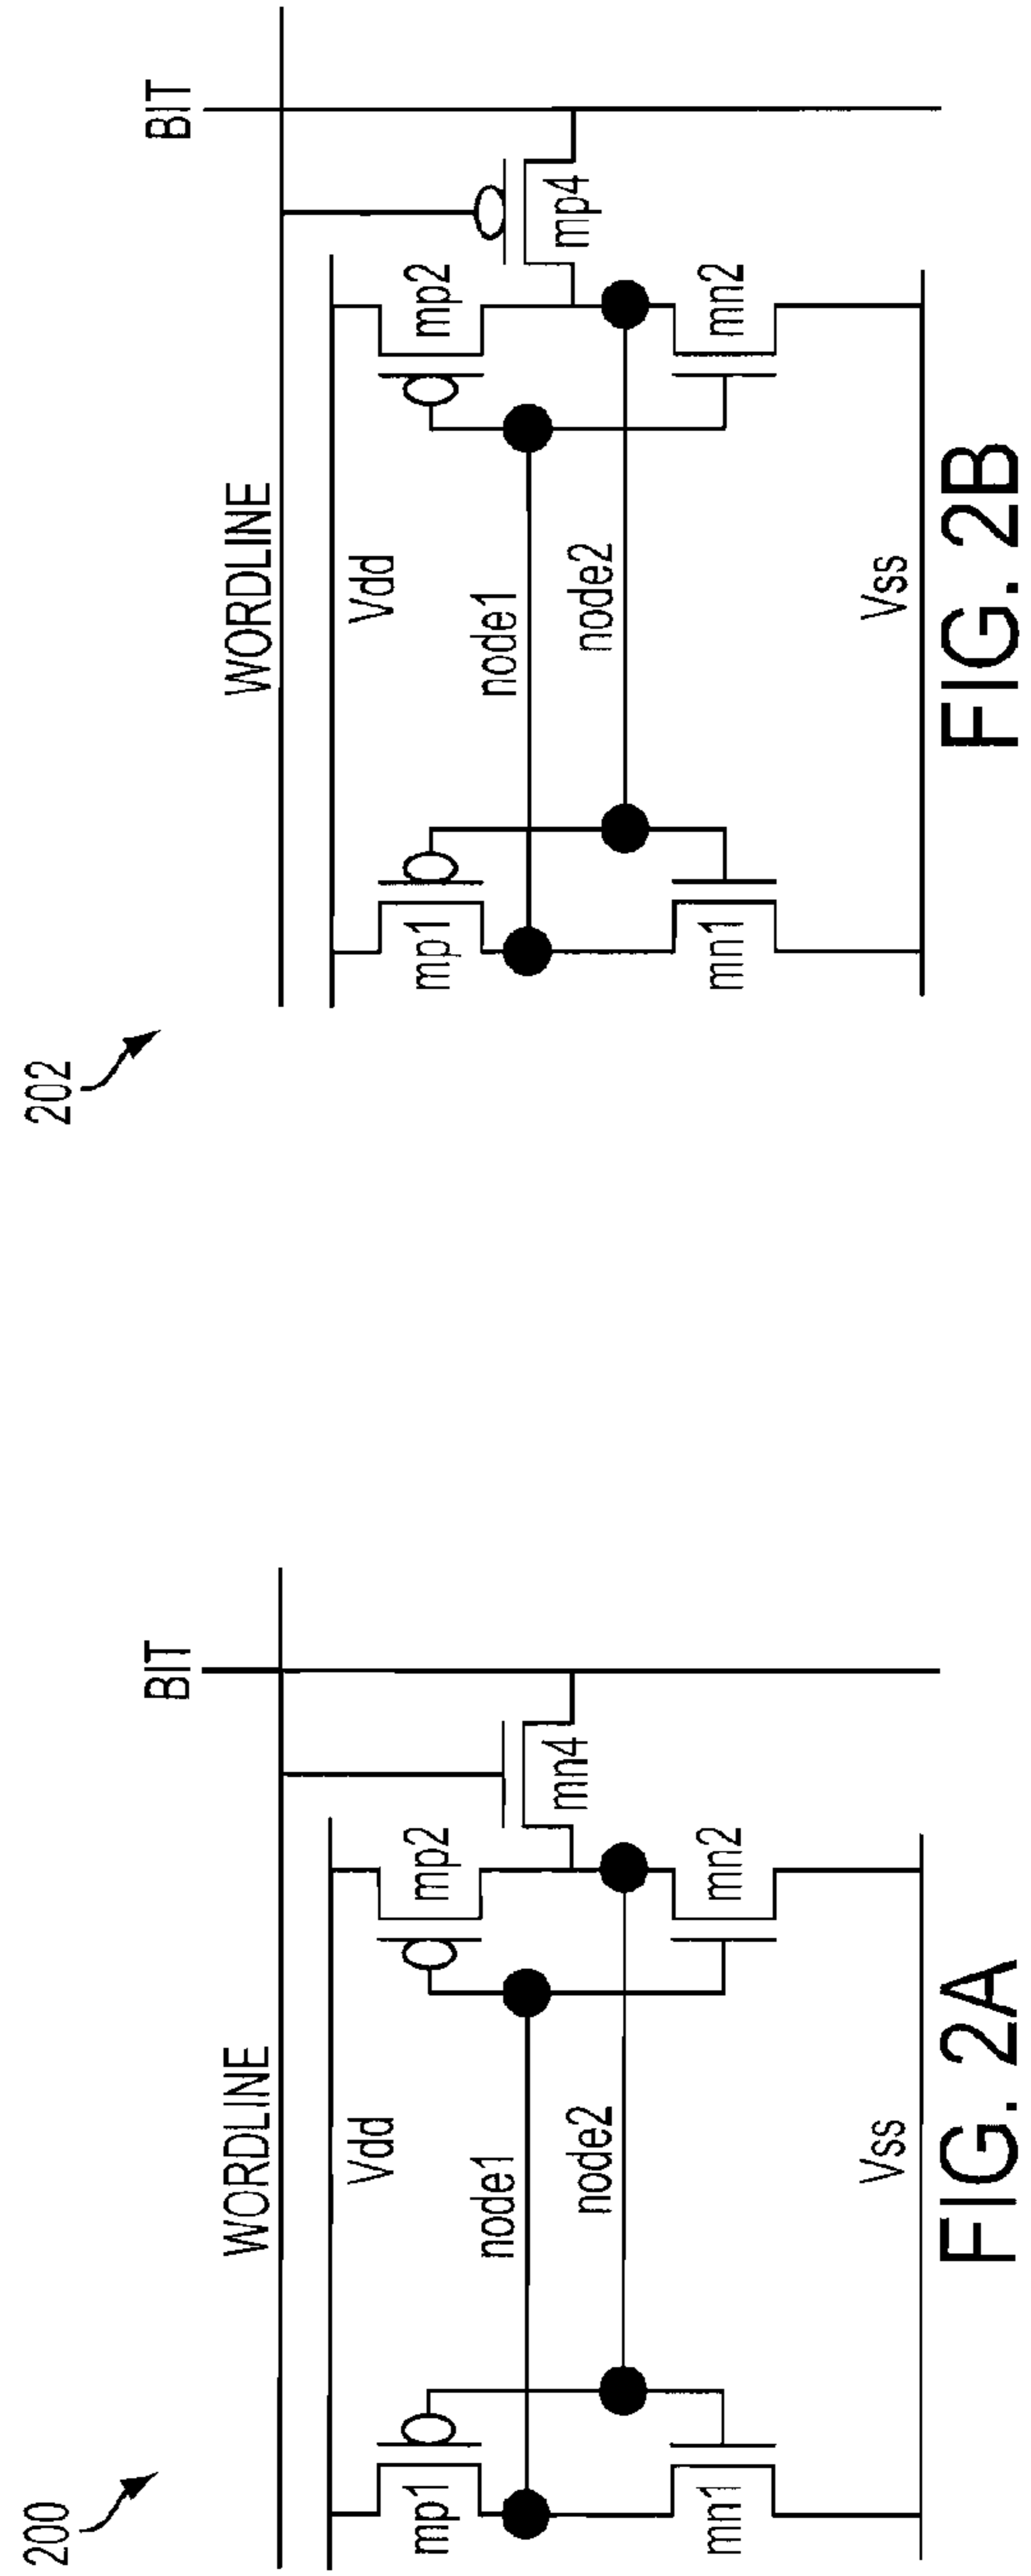 200
WORDLINE
BIT
Vdd
mp1
mp2
node1
mn4
node2
mn1
mn2
Vss
FIG. 2A
202
WORDLINE
BIT
Vdd
mp1
mp2
node1
mp4
node2
mn1
mn2
Vss
FIG. 2B